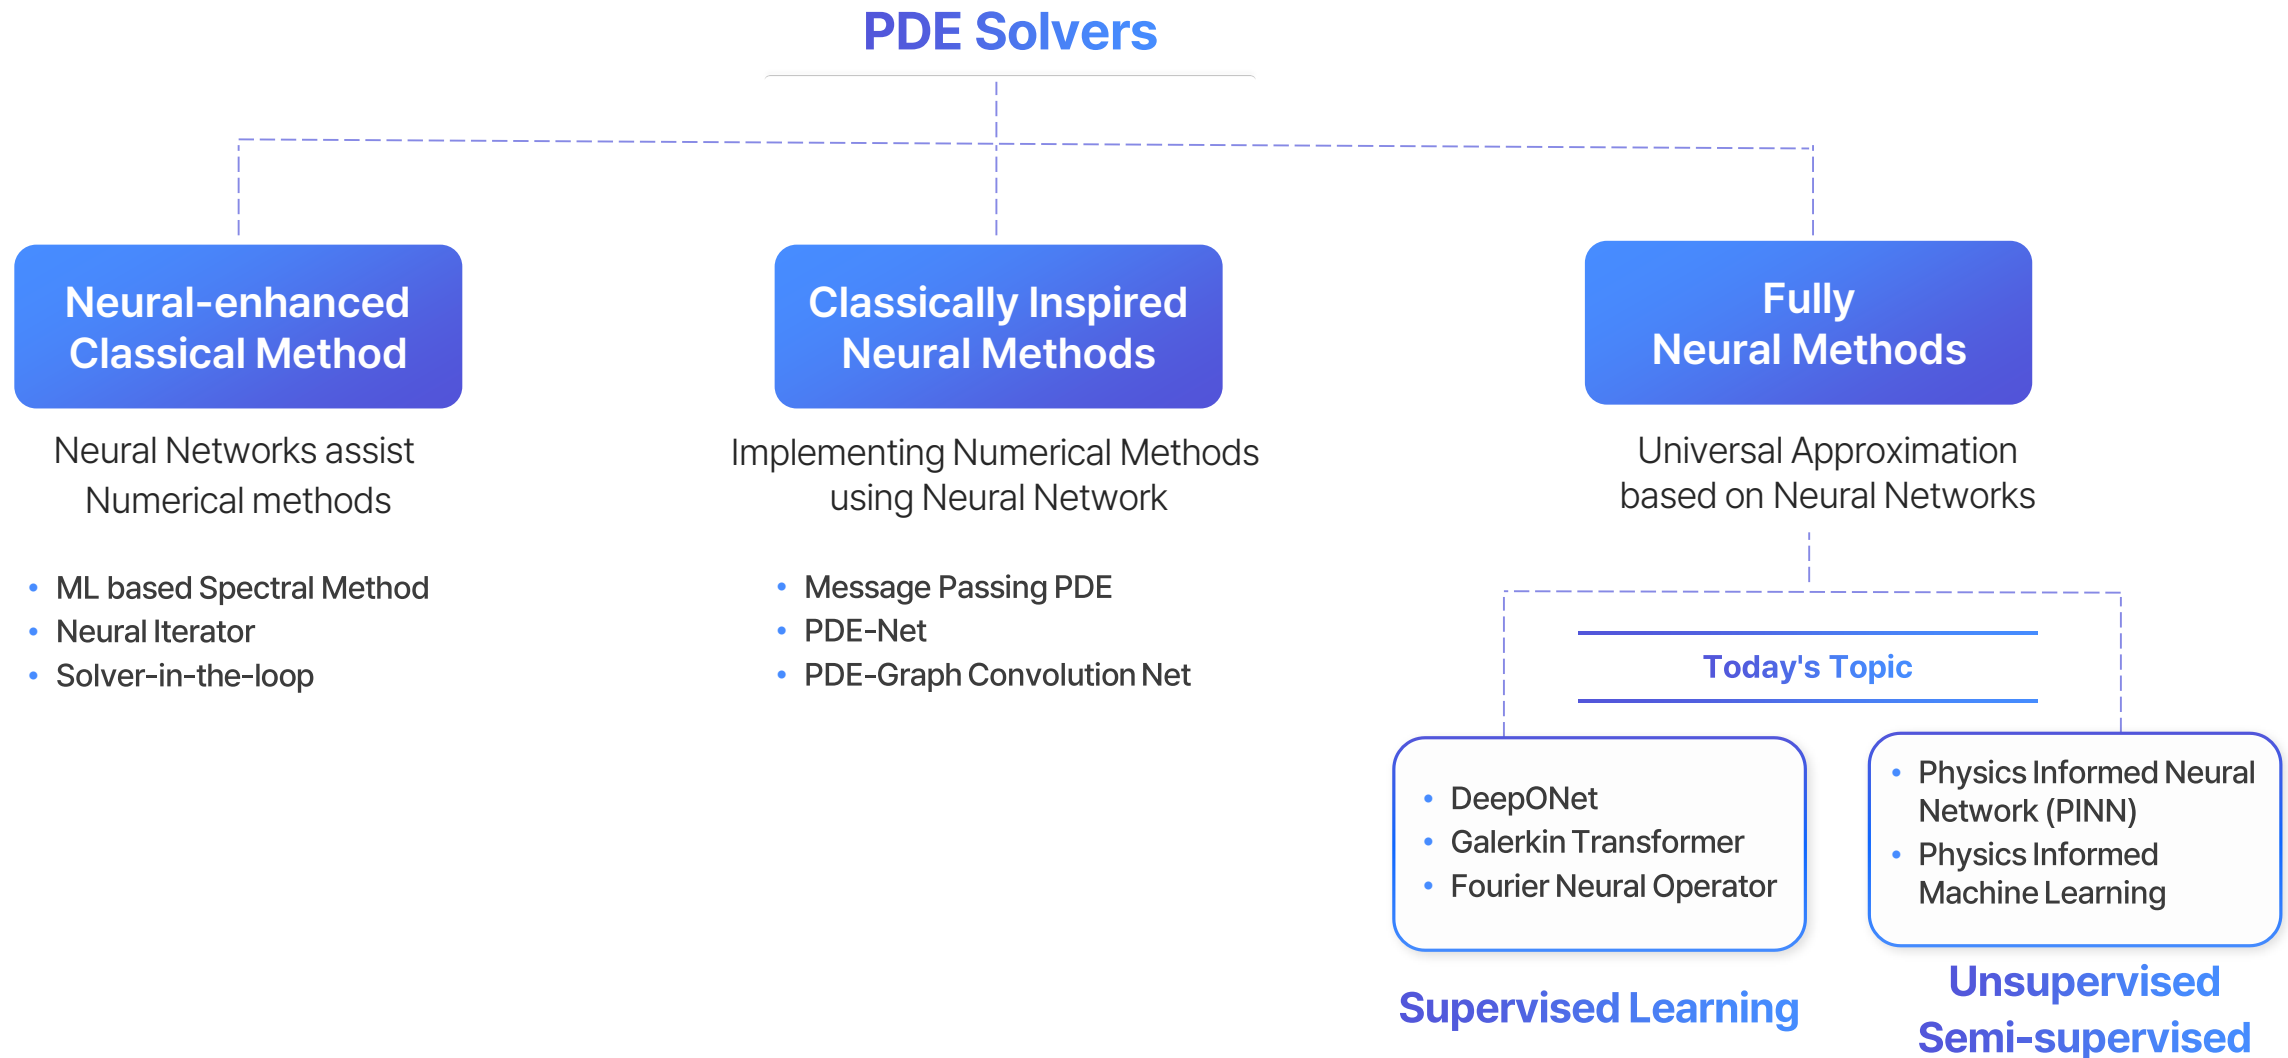 PDE Solvers
Neural-enhanced
Classical Method
Neural Networks assist
Numerical methods
• ML based Spectral Method
• Neural Iterator
• Solver-in-the-loop
Classically Inspired
Neural Methods
Implementing Numerical Methods
using Neural Network
• Message Passing PDE
• PDE-Net
• PDE-Graph Convolution Net
Fully
Neural Methods
Universal Approximation
based on Neural Networks
Today's Topic
• DeepONet
• Galerkin Transformer
• Fourier Neural Operator
Supervised Learning
• Physics Informed Neural
Network (PINN)
• Physics Informed
Machine Learning
Unsupervised
Semi-supervised